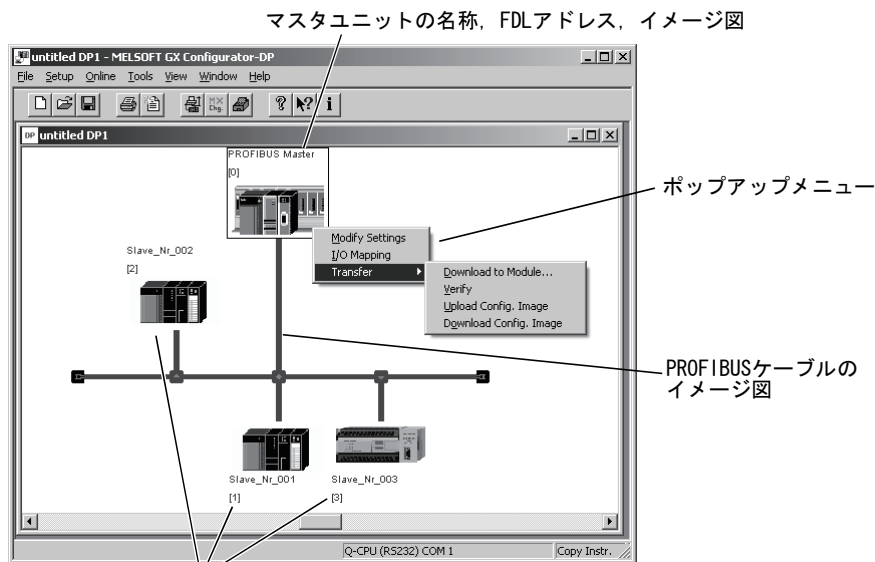 マスタユニットの名称，FDLアドレス，イメージ図
untitled DP1 - MELSOFT GX Configurator-DP
File Setup Online Tools View Window Help
MX Chg.
DP untitled DP1
PROFIBUS Master
[0]
ポップアップメニュー
Modify Settings
I/O Mapping
Transfer
Download to Module...
Verify
Upload Config. Image
Download Config. Image
Slave_Nr_002
[2]
PROFIBUSケーブルの
イメージ図
Slave_Nr_001
[1]
Slave_Nr_003
[3]
Q-CPU (RS232) COM 1
Copy Instr.